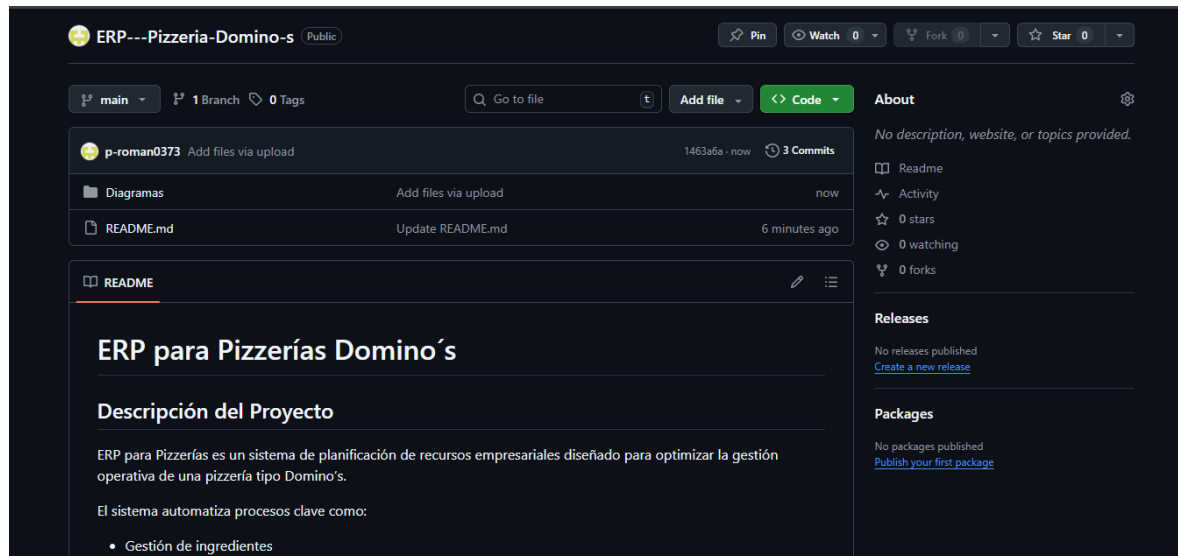 ERP---Pizzeria-Domino-s Public
Pin Watch 0 Fork 0 Star 0
main 1 Branch 0 Tags Go to file t Add file Code
p-roman0373 Add files via upload 1463a6a · now 3 Commits
Diagramas Add files via upload now
README.md Update README.md 6 minutes ago
README
ERP para Pizzerías Domino´s
Descripción del Proyecto
ERP para Pizzerías es un sistema de planificación de recursos empresariales diseñado para optimizar la gestión
operativa de una pizzería tipo Domino's.
El sistema automatiza procesos clave como:
Gestión de ingredientes
About
No description, website, or topics provided.
Readme
Activity
0 stars
0 watching
0 forks
Releases
No releases published
Create a new release
Packages
No packages published
Publish your first package